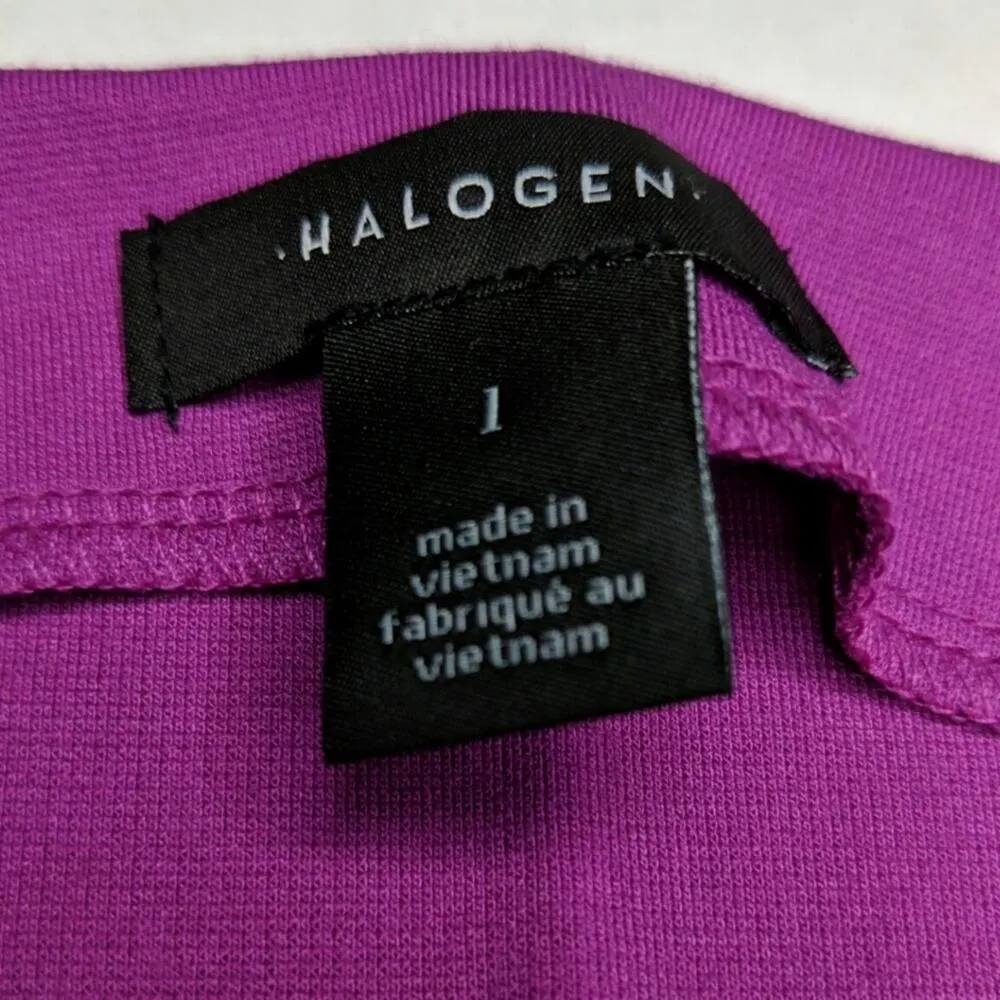 ·HALOGEN·
1
made in
vietnam
fabriqué au
vietnam